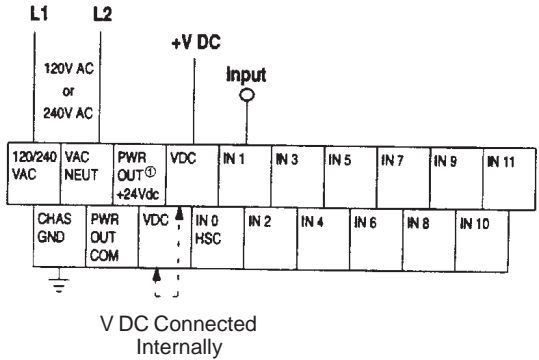 L1 L2
+V DC
120V AC
or
240V AC
Input
120/240 VAC
VAC NEUT
PWR OUT① +24Vdc
VDC
IN 1
IN 3
IN 5
IN 7
IN 9
IN 11
CHAS GND
PWR OUT COM
VDC
IN 0 HSC
IN 2
IN 4
IN 6
IN 8
IN 10
V DC Connected
Internally